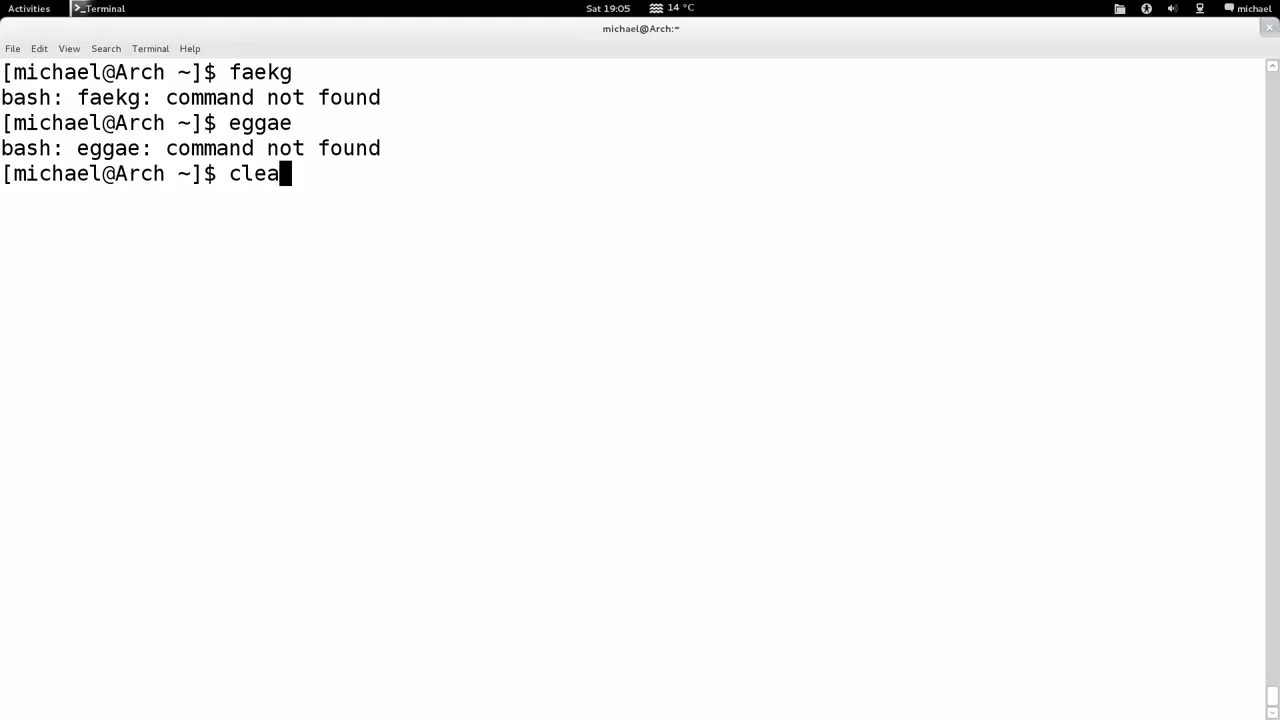 Activities >_Terminal Sat 19:05 14 °C michael
michael@Arch:~
File Edit View Search Terminal Help
[michael@Arch ~]$ faekg
bash: faekg: command not found
[michael@Arch ~]$ eggae
bash: eggae: command not found
[michael@Arch ~]$ clea